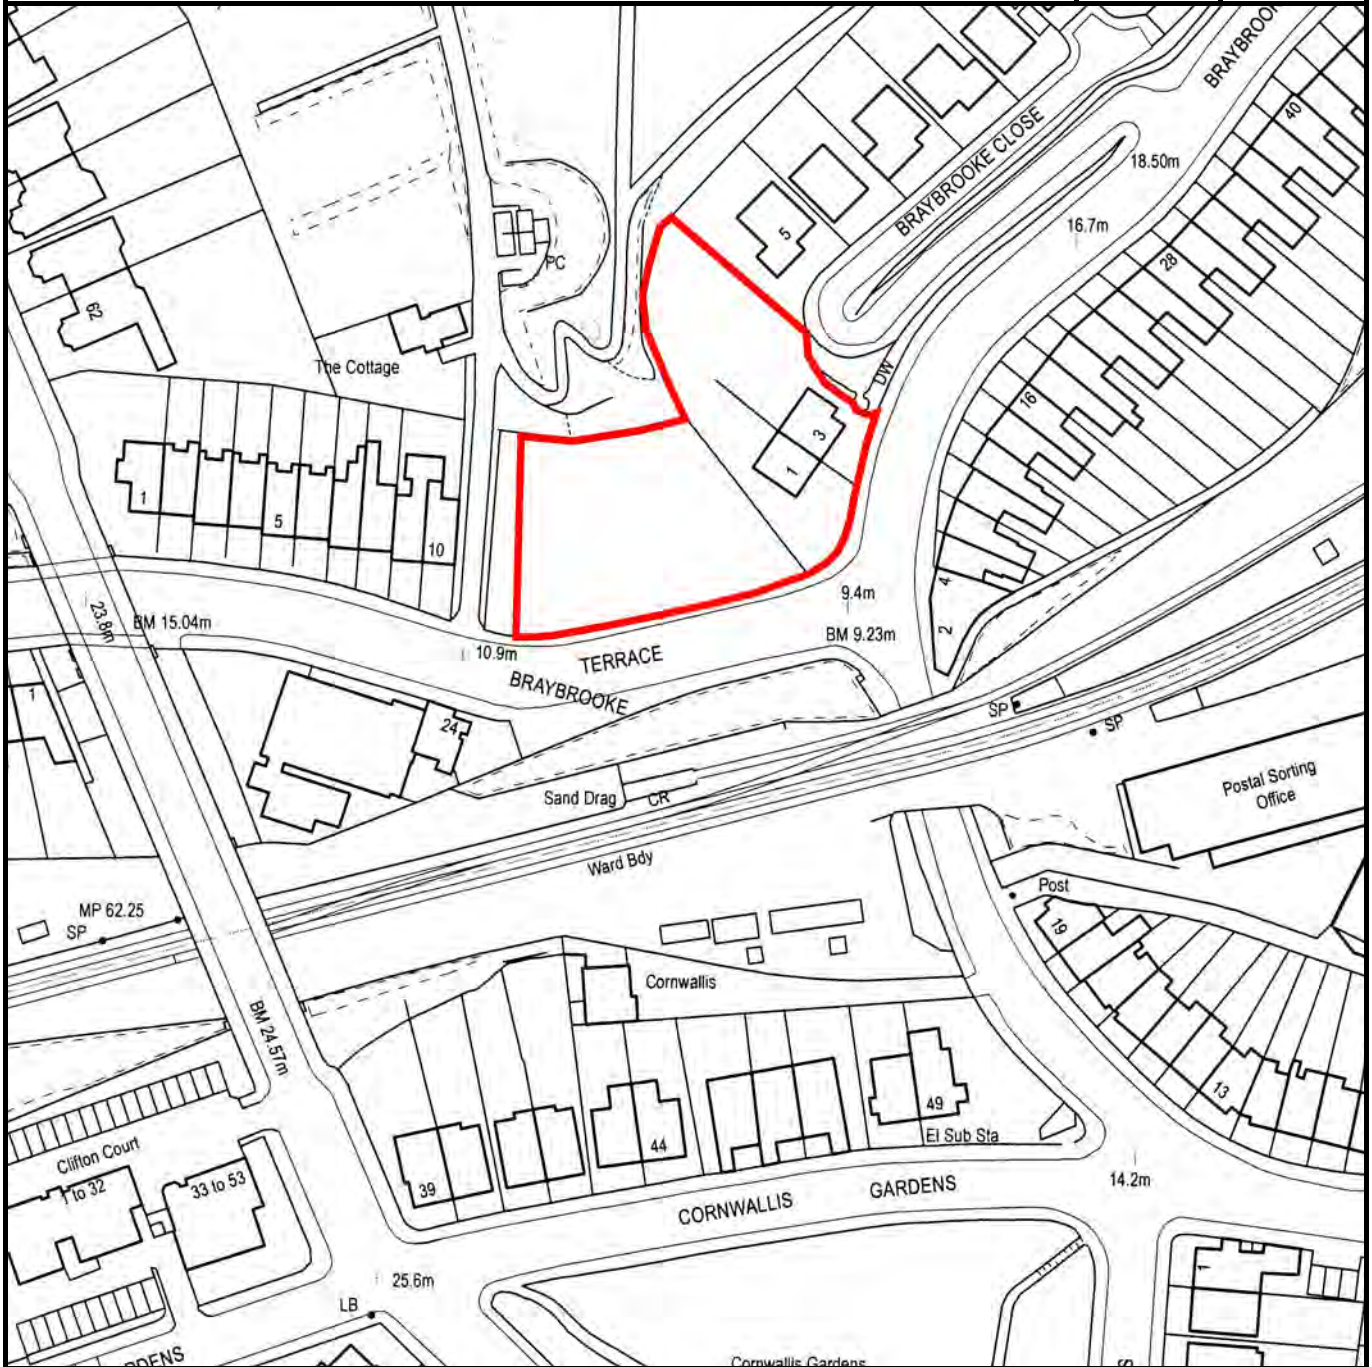 BRAYBROOK
40
18.50m
BRAYBROOKE CLOSE
5
16.7m
28
PC
62
The Cottage
DW
16
3
1
1
5
10
4
2
9.4m
BM 9.23m
23.8m
BM 15.04m
10.9m
TERRACE
BRAYBROOKE
24
1
SP
SP
Postal Sorting
Office
Sand Drag
CR
Ward Bdy
MP 62.25
SP
Post
19
Cornwallis
BM 24.57m
13
49
El Sub Sta
44
39
Clifton Court
1 to 32
33 to 53
CORNWALLIS
GARDENS
14.2m
25.6m
1
LB
RDENS
Cornwallis Gardens
S